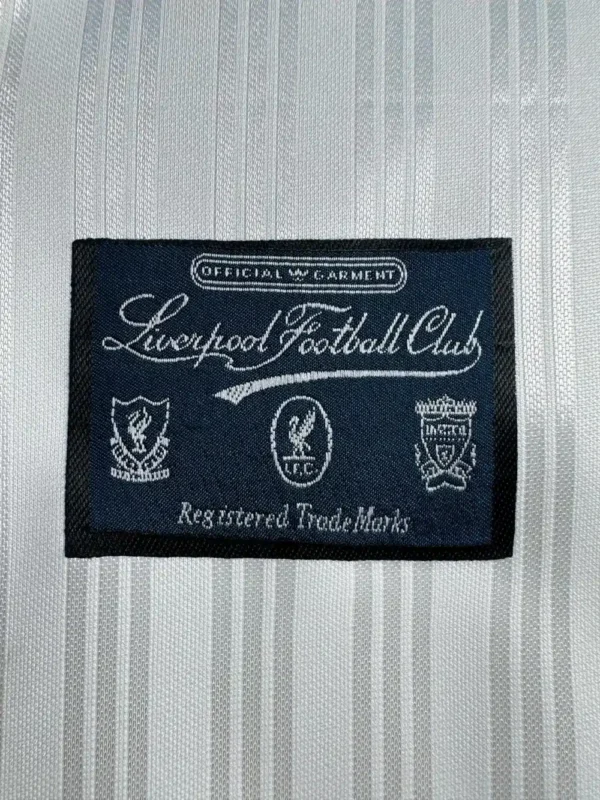 OFFICIAL GARMENT
Liverpool Football Club
L.F.C.
Registered Trade Marks